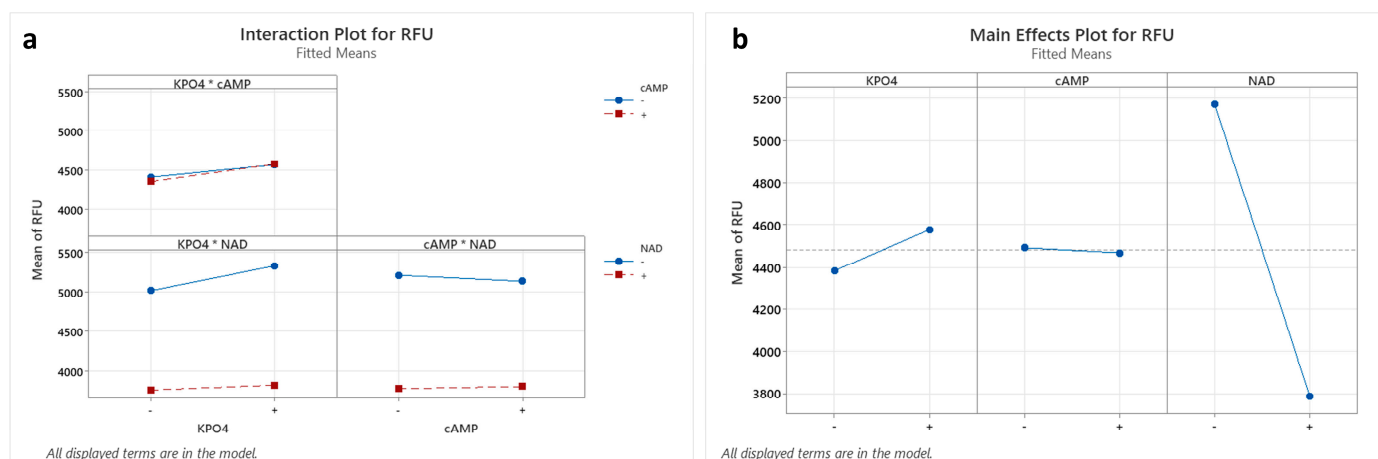 a
Interaction Plot for RFU
Fitted Means
KPO4 * cAMP
cAMP
-
+
5500
5000
4500
4000
Mean of RFU
KPO4 * NAD
cAMP * NAD
NAD
-
+
5500
5000
4500
4000
- + - +
KPO4 cAMP
All displayed terms are in the model.
b
Main Effects Plot for RFU
Fitted Means
KPO4 cAMP NAD
5200
5000
4800
4600
4400
4200
4000
3800
Mean of RFU
- + - + - +
All displayed terms are in the model.